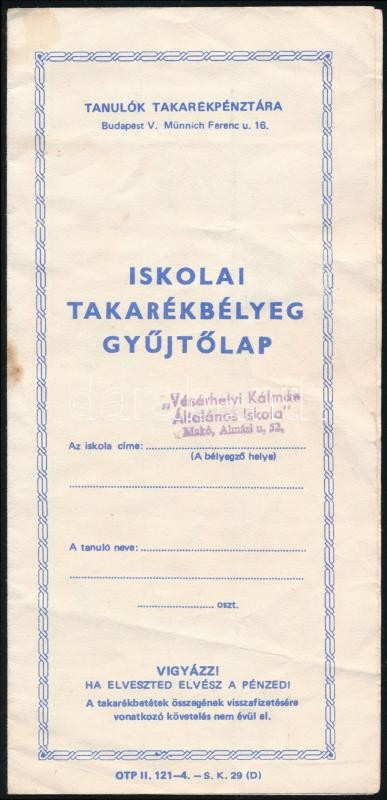 TANULÓK TAKARÉKPÉNZTÁRA
Budapest V. Münnich Ferenc u. 16.
ISKOLAI
TAKARÉKBÉLYEG
GYŰJTŐLAP
„Vásárhelyi Kálmán
Általános Iskola"
Makó, Almási u, 52,
Az iskola címe:
(A bélyegző helye)
A tanuló neve:
oszt.
VIGYÁZZ!
HA ELVESZTED ELVÉSZ A PÉNZED!
A takarékbetétek összegének visszafizetésére
vonatkozó követelés nem évül el.
OTP II. 121–4. – S. K. 29 (D)